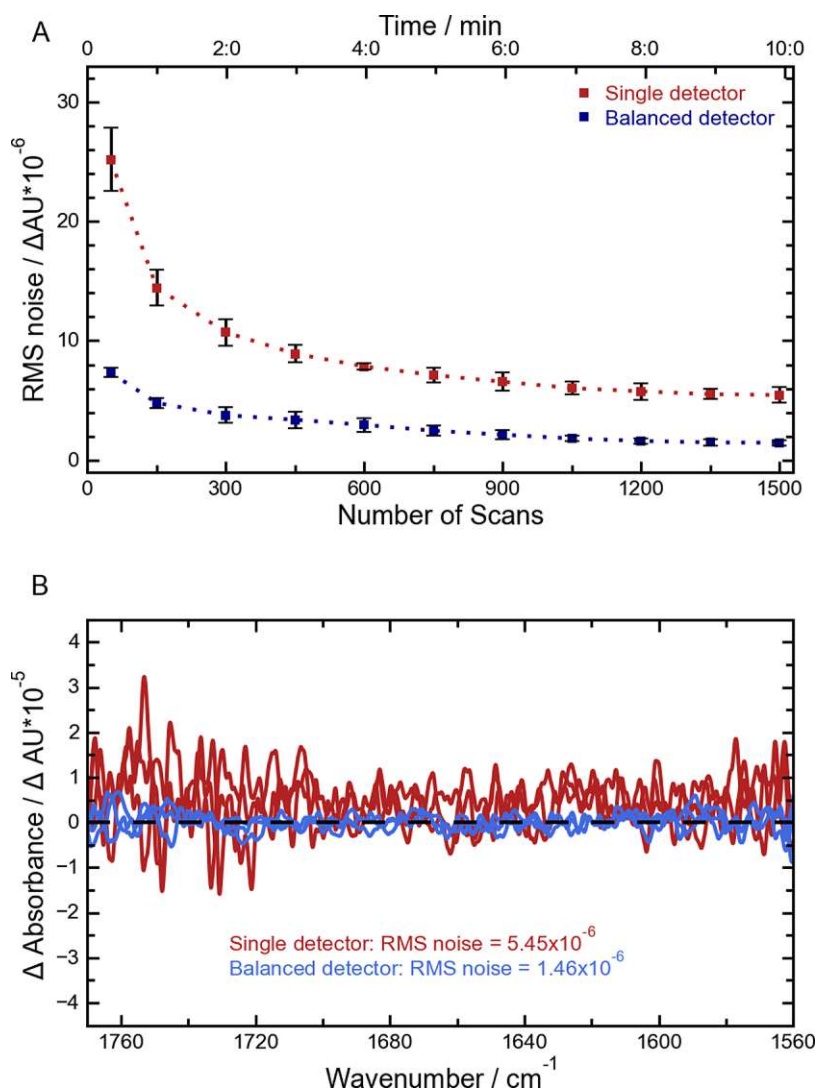 A
Time / min
0 2:0 4:0 6:0 8:0 10:0
Single detector
Balanced detector
RMS noise / ΔAU*10⁻⁶
30
20
10
0
0 300 600 900 1200 1500
Number of Scans
B
Δ Absorbance / Δ AU*10⁻⁵
4
3
2
1
0
−1
−2
−3
−4
Single detector: RMS noise = 5.45x10⁻⁶
Balanced detector: RMS noise = 1.46x10⁻⁶
1760 1720 1680 1640 1600 1560
Wavenumber / cm⁻¹